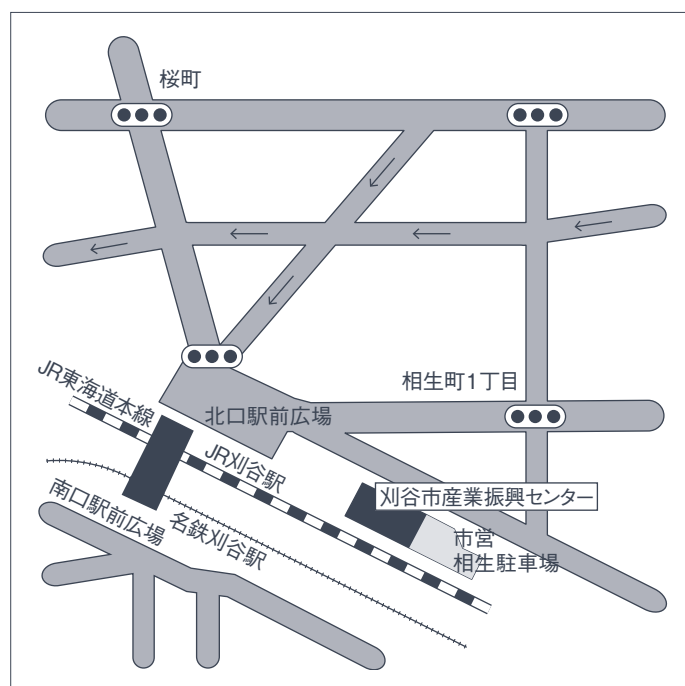 桜町
相生町1丁目
JR東海道本線
北口駅前広場
JR刈谷駅
刈谷市産業振興センター
南口駅前広場
名鉄刈谷駅
市営
相生駐車場